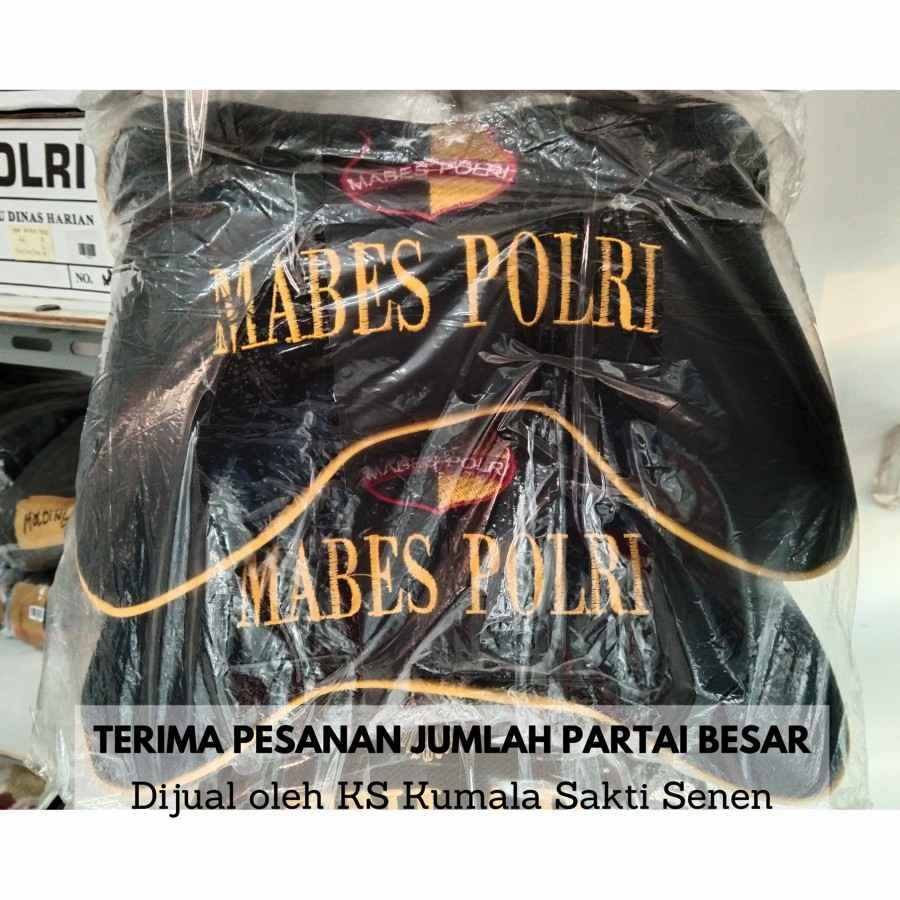 MABES POLRI
OLRI
U DINAS HARIAN
NO.
MABES POLRI
MABES POLRI
MABES POLRI
TERIMA PESANAN JUMLAH PARTAI BESAR
Dijual oleh KS Kumala Sakti Senen